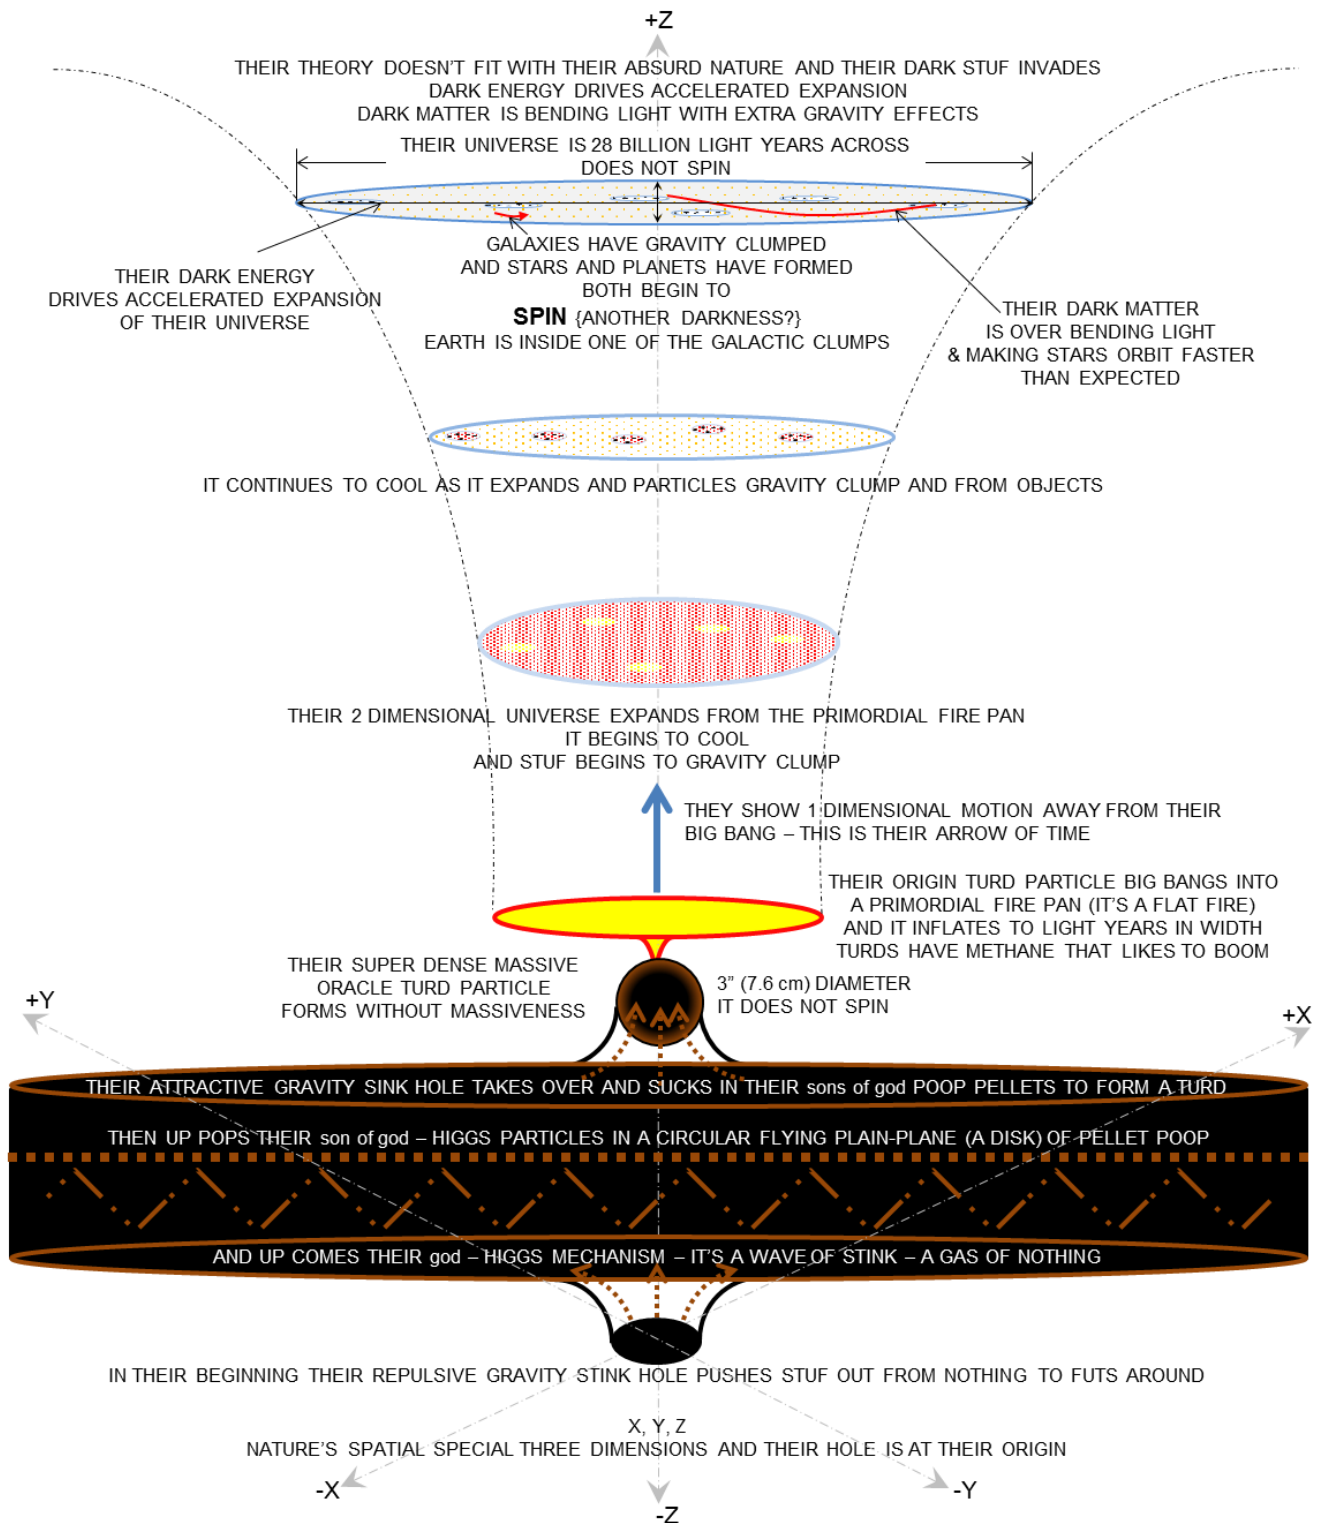 +Z
THEIR THEORY DOESN'T FIT WITH THEIR ABSURD NATURE AND THEIR DARK STUF INVADES
DARK ENERGY DRIVES ACCELERATED EXPANSION
DARK MATTER IS BENDING LIGHT WITH EXTRA GRAVITY EFFECTS
THEIR UNIVERSE IS 28 BILLION LIGHT YEARS ACROSS
DOES NOT SPIN
GALAXIES HAVE GRAVITY CLUMPED
AND STARS AND PLANETS HAVE FORMED
BOTH BEGIN TO
SPIN {ANOTHER DARKNESS?}
EARTH IS INSIDE ONE OF THE GALACTIC CLUMPS
THEIR DARK ENERGY
DRIVES ACCELERATED EXPANSION
OF THEIR UNIVERSE
THEIR DARK MATTER
IS OVER BENDING LIGHT
& MAKING STARS ORBIT FASTER
THAN EXPECTED
IT CONTINUES TO COOL AS IT EXPANDS AND PARTICLES GRAVITY CLUMP AND FROM OBJECTS
THEIR 2 DIMENSIONAL UNIVERSE EXPANDS FROM THE PRIMORDIAL FIRE PAN
IT BEGINS TO COOL
AND STUF BEGINS TO GRAVITY CLUMP
THEY SHOW 1 DIMENSIONAL MOTION AWAY FROM THEIR
BIG BANG – THIS IS THEIR ARROW OF TIME
THEIR ORIGIN TURD PARTICLE BIG BANGS INTO
A PRIMORDIAL FIRE PAN (IT'S A FLAT FIRE)
AND IT INFLATES TO LIGHT YEARS IN WIDTH
TURDS HAVE METHANE THAT LIKES TO BOOM
THEIR SUPER DENSE MASSIVE
ORACLE TURD PARTICLE
FORMS WITHOUT MASSIVENESS
3" (7.6 cm) DIAMETER
IT DOES NOT SPIN
+Y
+X
THEIR ATTRACTIVE GRAVITY SINK HOLE TAKES OVER AND SUCKS IN THEIR sons of god POOP PELLETS TO FORM A TURD
THEN UP POPS THEIR son of god – HIGGS PARTICLES IN A CIRCULAR FLYING PLAIN-PLANE (A DISK) OF PELLET POOP
AND UP COMES THEIR god – HIGGS MECHANISM – IT'S A WAVE OF STINK – A GAS OF NOTHING
IN THEIR BEGINNING THEIR REPULSIVE GRAVITY STINK HOLE PUSHES STUF OUT FROM NOTHING TO FUTS AROUND
X, Y, Z
NATURE'S SPATIAL SPECIAL THREE DIMENSIONS AND THEIR HOLE IS AT THEIR ORIGIN
-X
-Y
-Z